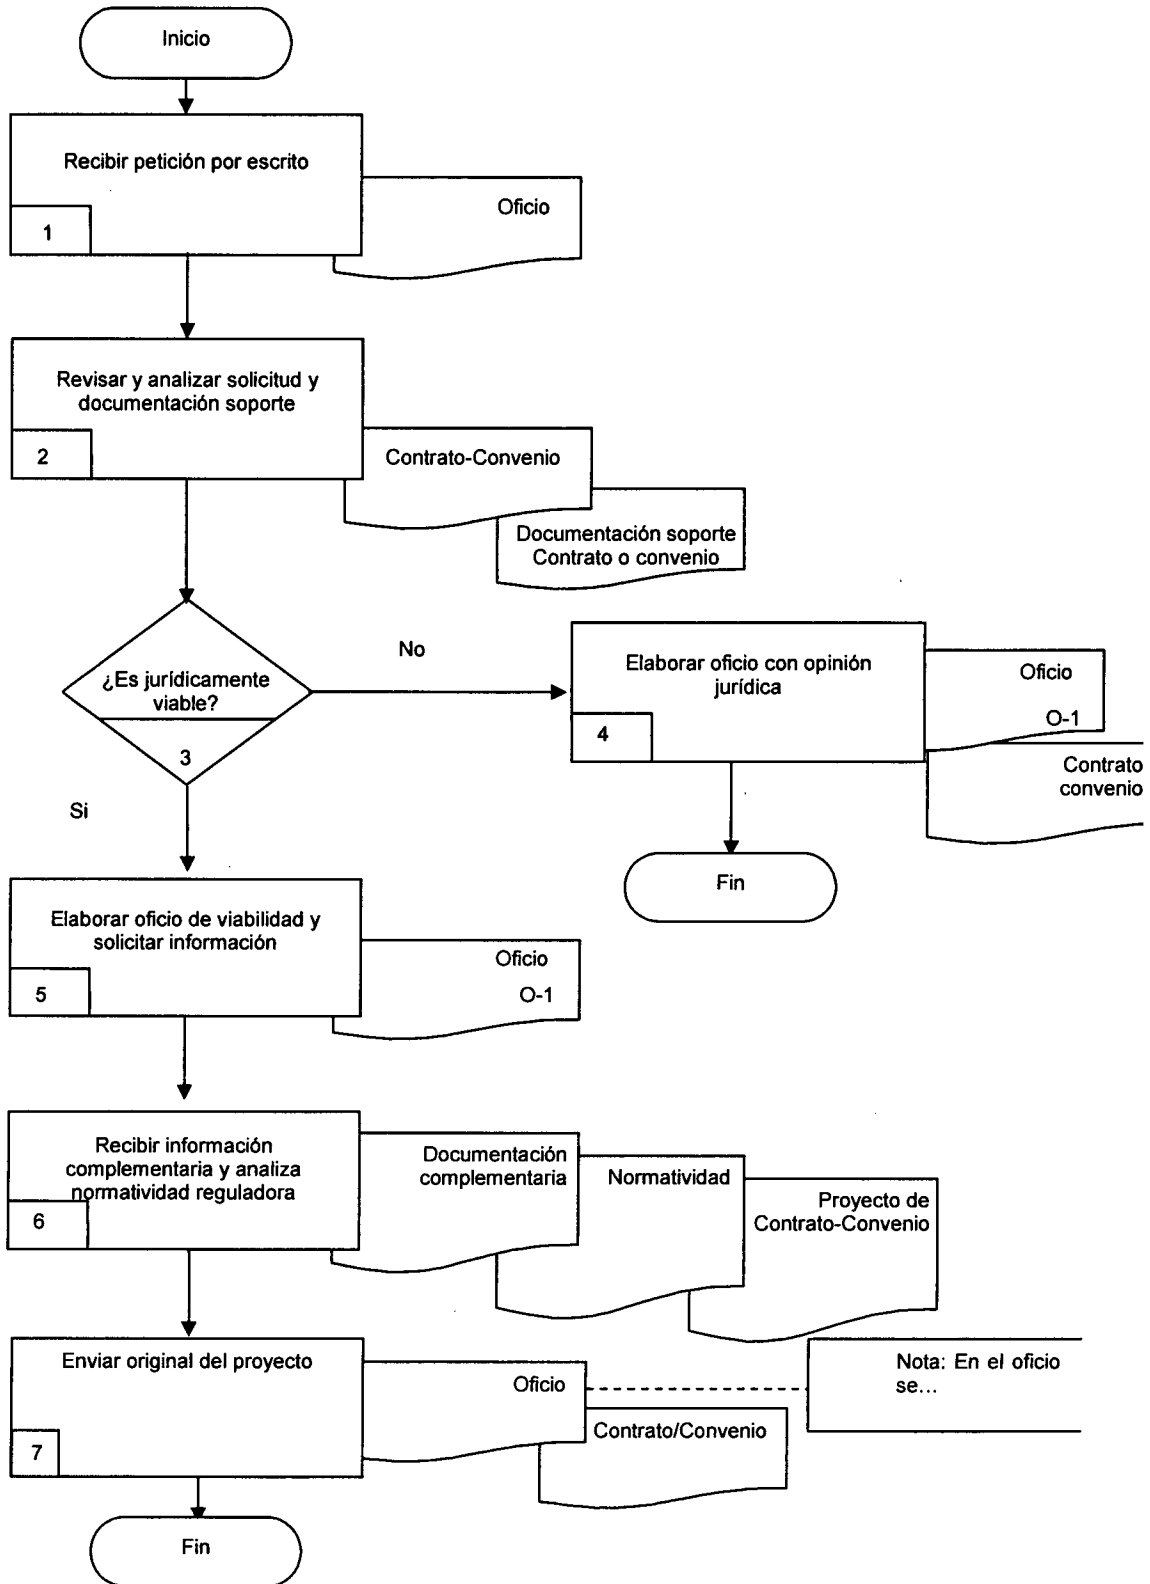 Inicio
Recibir petición por escrito
1
Oficio
Revisar y analizar solicitud y
documentación soporte
2
Contrato-Convenio
Documentación soporte
Contrato o convenio
¿Es jurídicamente
viable?
3
No
Si
Elaborar oficio con opinión
jurídica
4
Oficio
O-1
Contrato
convenio
Fin
Elaborar oficio de viabilidad y
solicitar información
5
Oficio
O-1
Recibir información
complementaria y analiza
normatividad reguladora
6
Documentación
complementaria
Normatividad
Proyecto de
Contrato-Convenio
Enviar original del proyecto
7
Oficio
Contrato/Convenio
Nota: En el oficio
se...
Fin